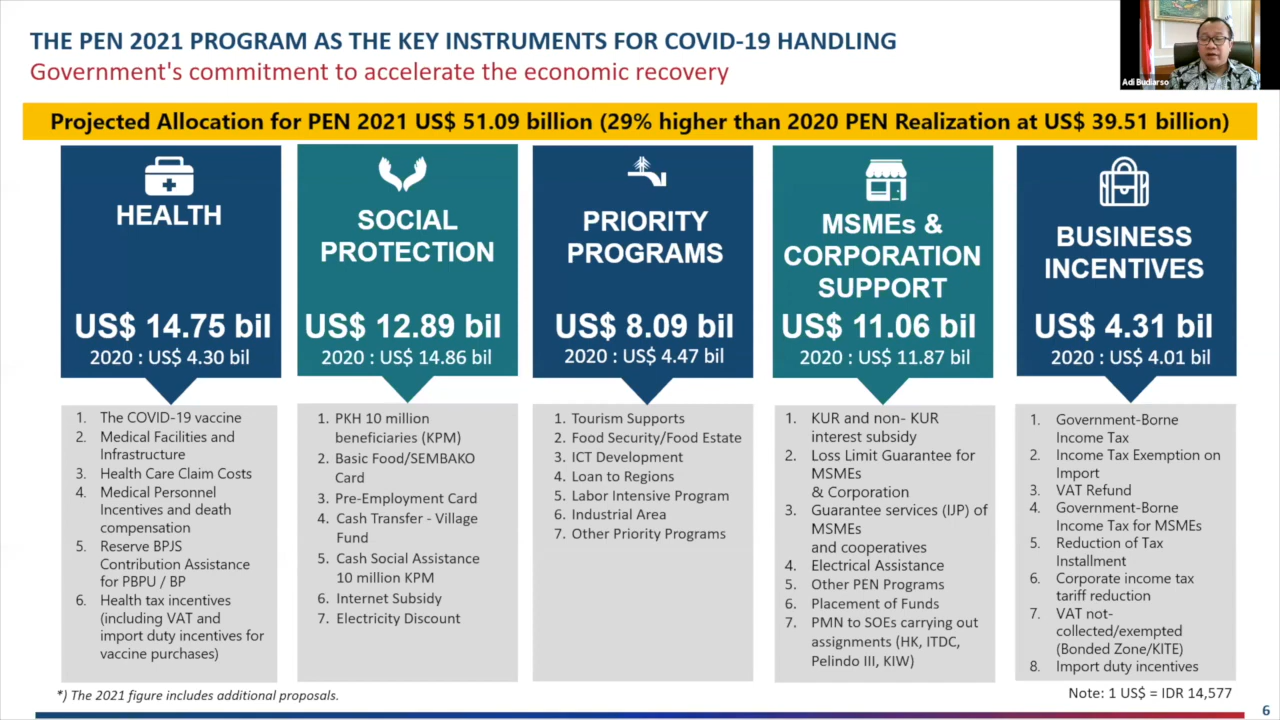 THE PEN 2021 PROGRAM AS THE KEY INSTRUMENTS FOR COVID-19 HANDLING
Government's commitment to accelerate the economic recovery
Adi Budiarso
Projected Allocation for PEN 2021 US$ 51.09 billion (29% higher than 2020 PEN Realization at US$ 39.51 billion)
HEALTH
US$ 14.75 bil
2020 : US$ 4.30 bil
1. The COVID-19 vaccine
2. Medical Facilities and
Infrastructure
3. Health Care Claim Costs
4. Medical Personnel
Incentives and death
compensation
5. Reserve BPJS
Contribution Assistance
for PBPU / BP
6. Health tax incentives
(including VAT and
import duty incentives for
vaccine purchases)
SOCIAL
PROTECTION
US$ 12.89 bil
2020 : US$ 14.86 bil
1. PKH 10 million
beneficiaries (KPM)
2. Basic Food/SEMBAKO
Card
3. Pre-Employment Card
4. Cash Transfer - Village
Fund
5. Cash Social Assistance
10 million KPM
6. Internet Subsidy
7. Electricity Discount
PRIORITY
PROGRAMS
US$ 8.09 bil
2020 : US$ 4.47 bil
1. Tourism Supports
2. Food Security/Food Estate
3. ICT Development
4. Loan to Regions
5. Labor Intensive Program
6. Industrial Area
7. Other Priority Programs
MSMEs &
CORPORATION
SUPPORT
US$ 11.06 bil
2020 : US$ 11.87 bil
1. KUR and non- KUR
interest subsidy
2. Loss Limit Guarantee for
MSMEs
& Corporation
3. Guarantee services (IJP) of
MSMEs
and cooperatives
4. Electrical Assistance
5. Other PEN Programs
6. Placement of Funds
7. PMN to SOEs carrying out
assignments (HK, ITDC,
Pelindo III, KIW)
BUSINESS
INCENTIVES
US$ 4.31 bil
2020 : US$ 4.01 bil
1. Government-Borne
Income Tax
2. Income Tax Exemption on
Import
3. VAT Refund
4. Government-Borne
Income Tax for MSMEs
5. Reduction of Tax
Installment
6. Corporate income tax
tariff reduction
7. VAT not-
collected/exempted
(Bonded Zone/KITE)
8. Import duty incentives
*) The 2021 figure includes additional proposals.
Note: 1 US$ = IDR 14,577
6